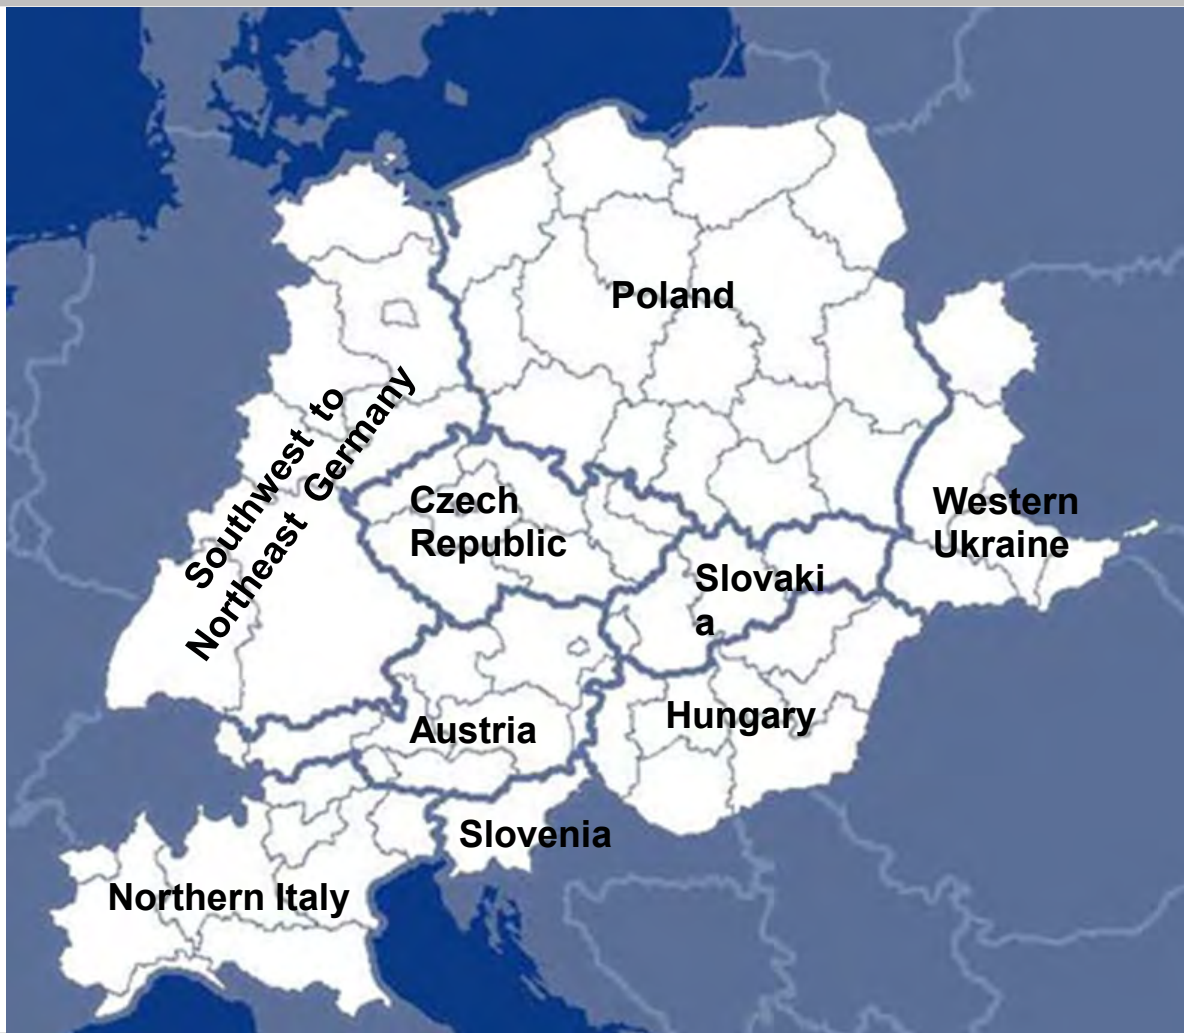 Poland
Southwest to
Northeast Germany
Czech
Republic
Western
Ukraine
Slovaki
a
Hungary
Austria
Slovenia
Northern Italy